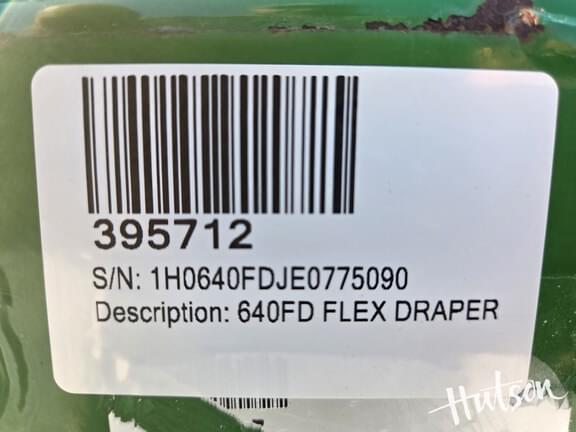 395712
S/N: 1H0640FDJE0775090
Description: 640FD FLEX DRAPER
Hutson